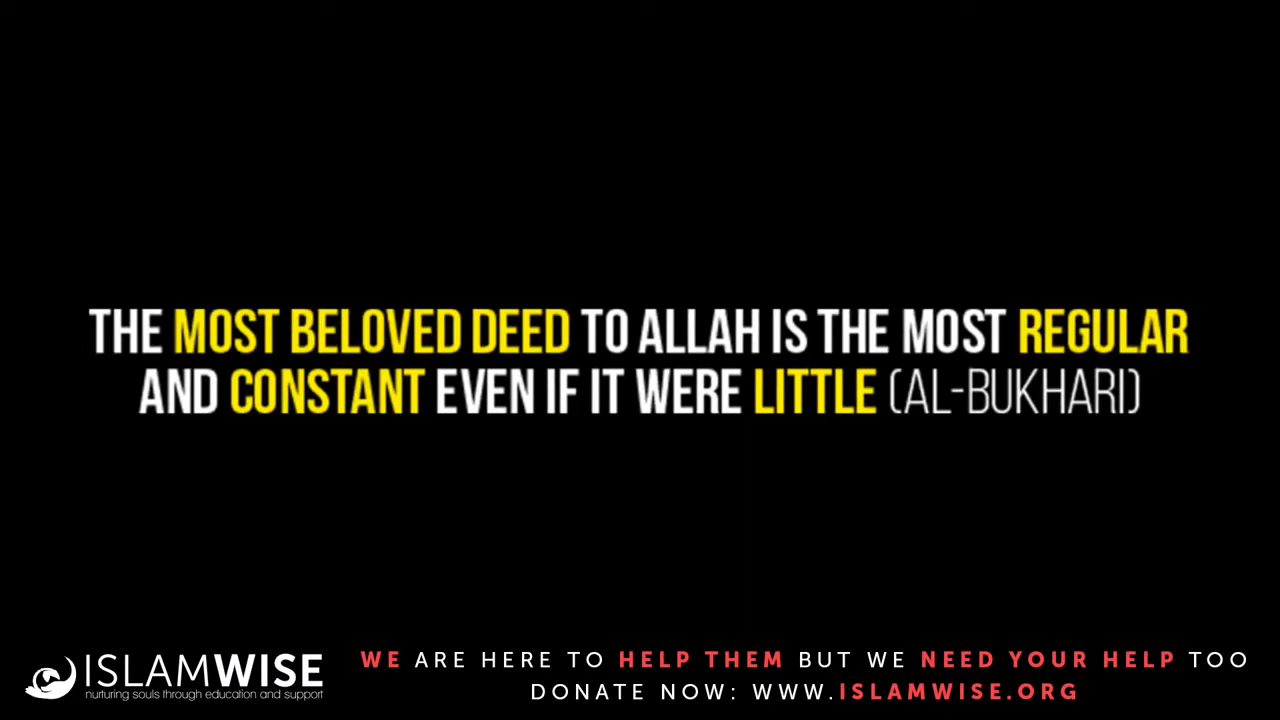 THE MOST BELOVED DEED TO ALLAH IS THE MOST REGULAR
AND CONSTANT EVEN IF IT WERE LITTLE (AL-BUKHARI)
ISLAMWISE
nurturing souls through education and support
WE ARE HERE TO HELP THEM BUT WE NEED YOUR HELP TOO
DONATE NOW: WWW.ISLAMWISE.ORG